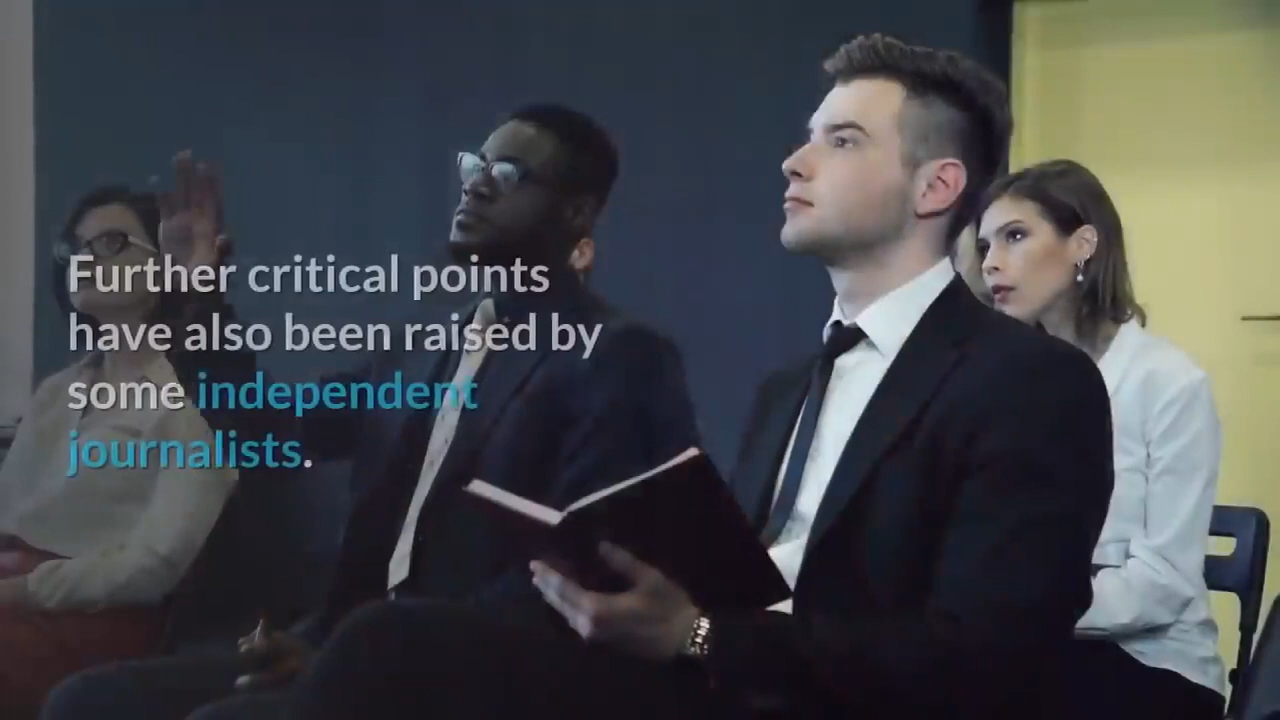 Further critical points
have also been raised by
some independent
journalists.